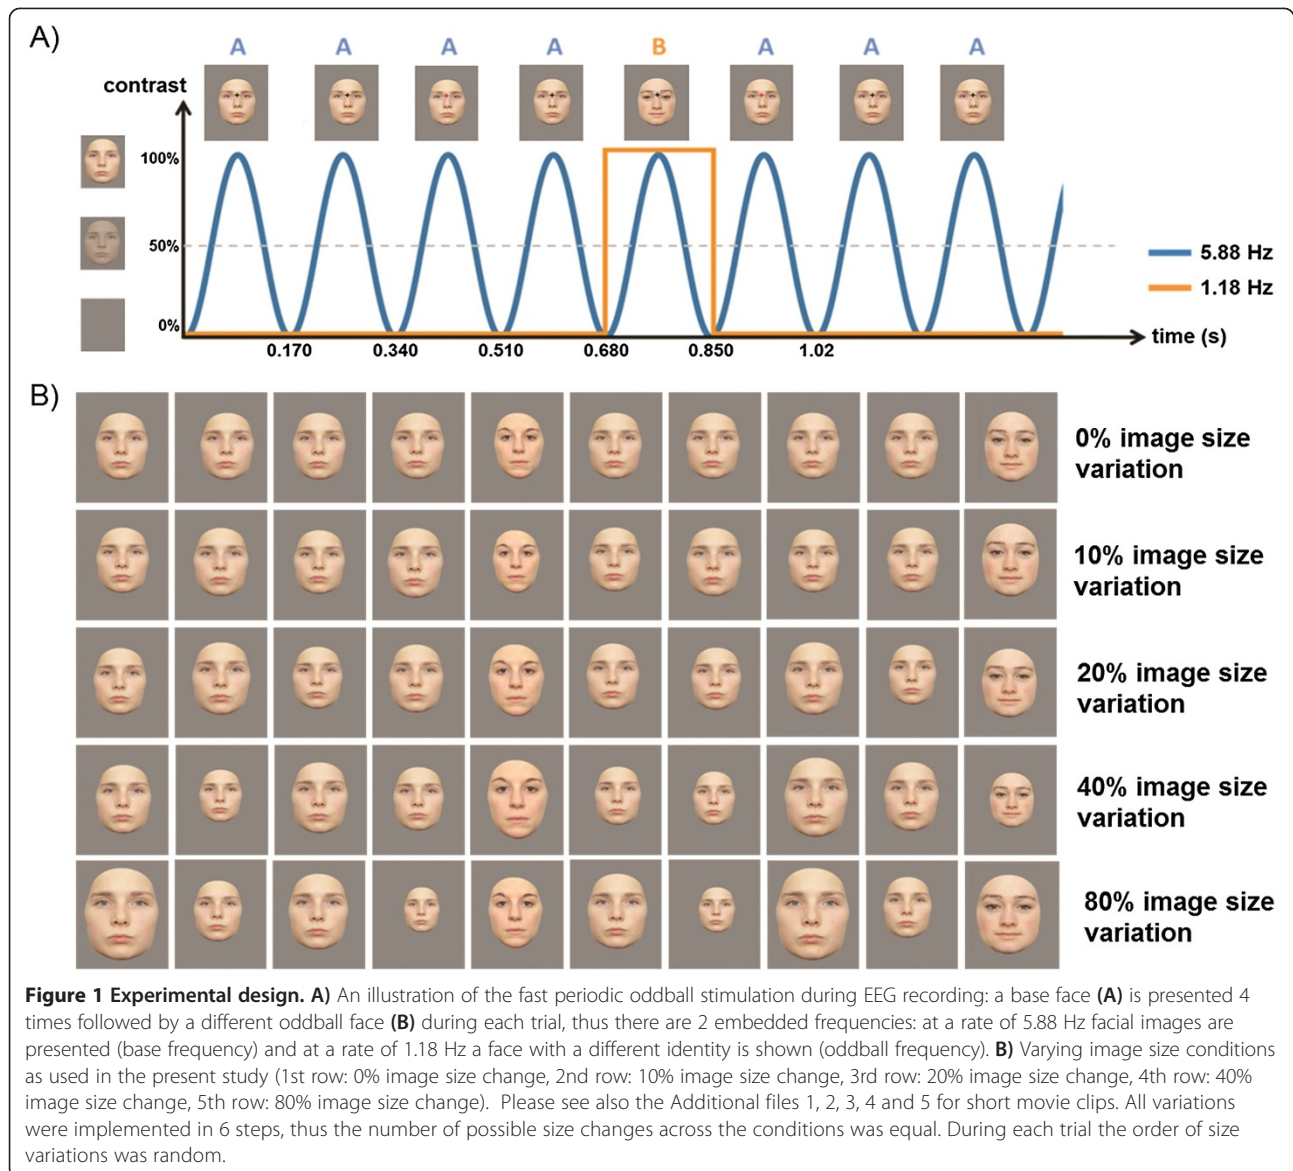 A)
A A A A B A A A
contrast
100%
50%
0%
5.88 Hz
1.18 Hz
time (s)
0.170 0.340 0.510 0.680 0.850 1.02
B)
0% image size
variation
10% image size
variation
20% image size
variation
40% image size
variation
80% image size
variation
Figure 1 Experimental design. A) An illustration of the fast periodic oddball stimulation during EEG recording: a base face (A) is presented 4
times followed by a different oddball face (B) during each trial, thus there are 2 embedded frequencies: at a rate of 5.88 Hz facial images are
presented (base frequency) and at a rate of 1.18 Hz a face with a different identity is shown (oddball frequency). B) Varying image size conditions
as used in the present study (1st row: 0% image size change, 2nd row: 10% image size change, 3rd row: 20% image size change, 4th row: 40%
image size change, 5th row: 80% image size change). Please see also the Additional files 1, 2, 3, 4 and 5 for short movie clips. All variations
were implemented in 6 steps, thus the number of possible size changes across the conditions was equal. During each trial the order of size
variations was random.